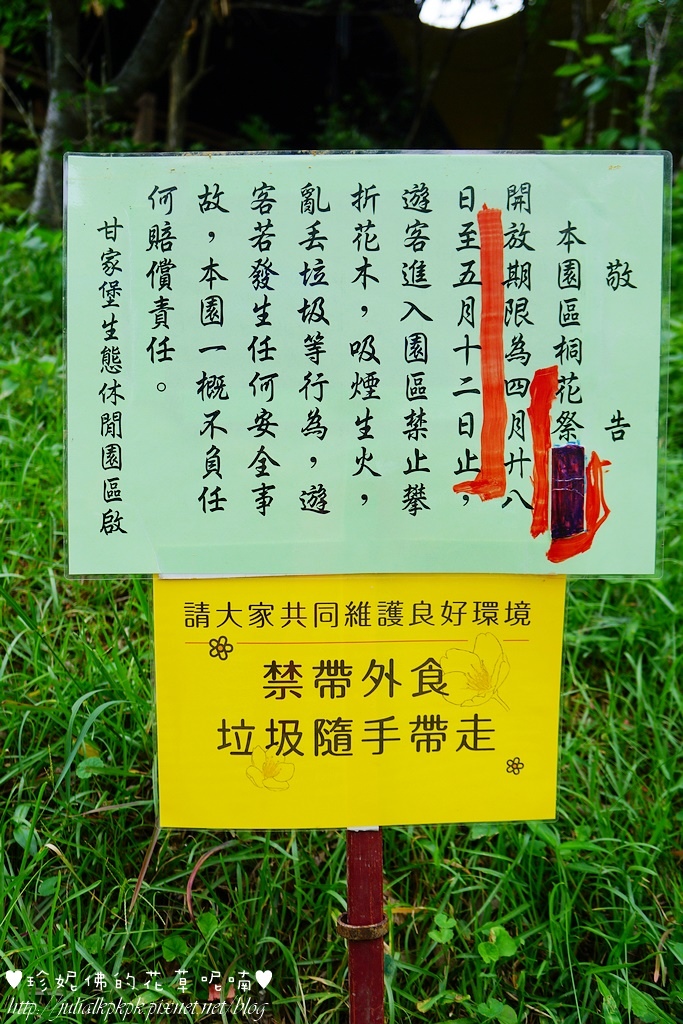 敬告
本園區桐花祭
開放期限為四月廿八
日至五月十二日止，
遊客進入園區禁止攀
折花木，吸煙生火，
亂丟垃圾等行為，遊
客若發生任何安全事
故，本園一概不負任
何賠償責任。
甘家堡生態休閒園區啟
請大家共同維護良好環境
禁帶外食
垃圾隨手帶走
♥珍妮佛的花草呢喃♥
http://julialkpkpk.pixnet.net/blog